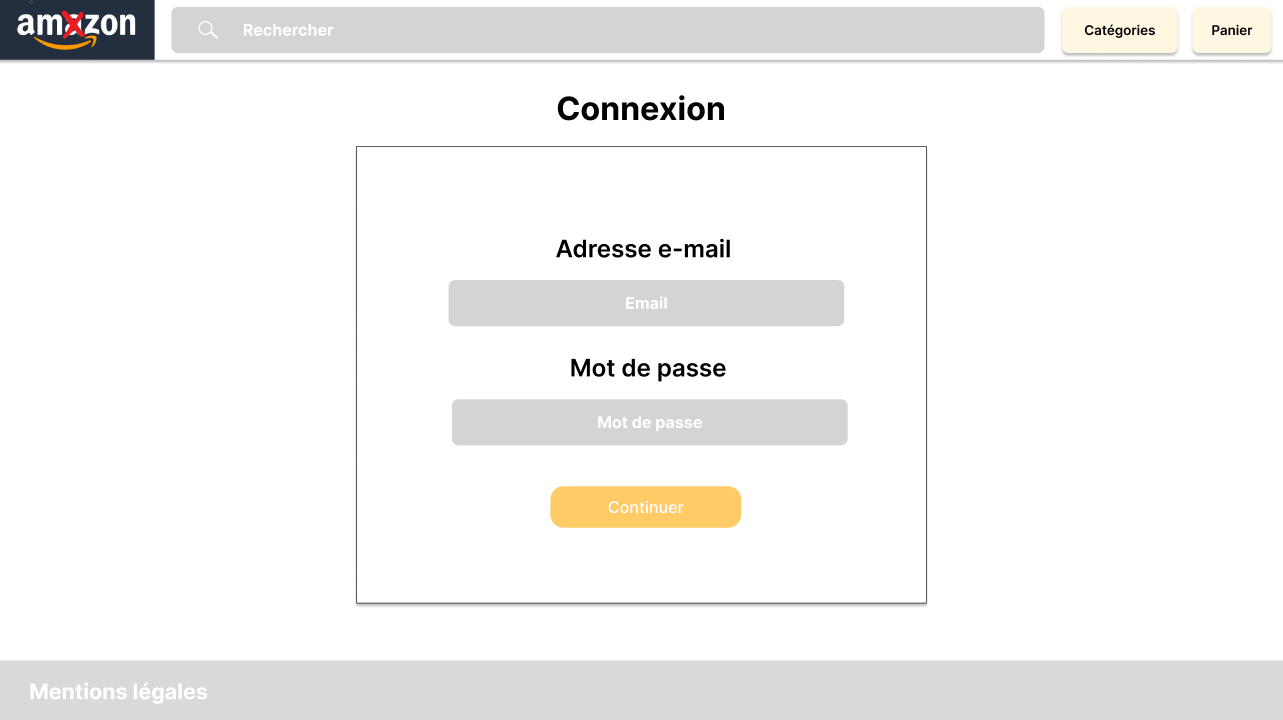 amxzon
Rechercher
Catégories
Panier
Connexion
Adresse e-mail
Email
Mot de passe
Mot de passe
Continuer
Mentions légales